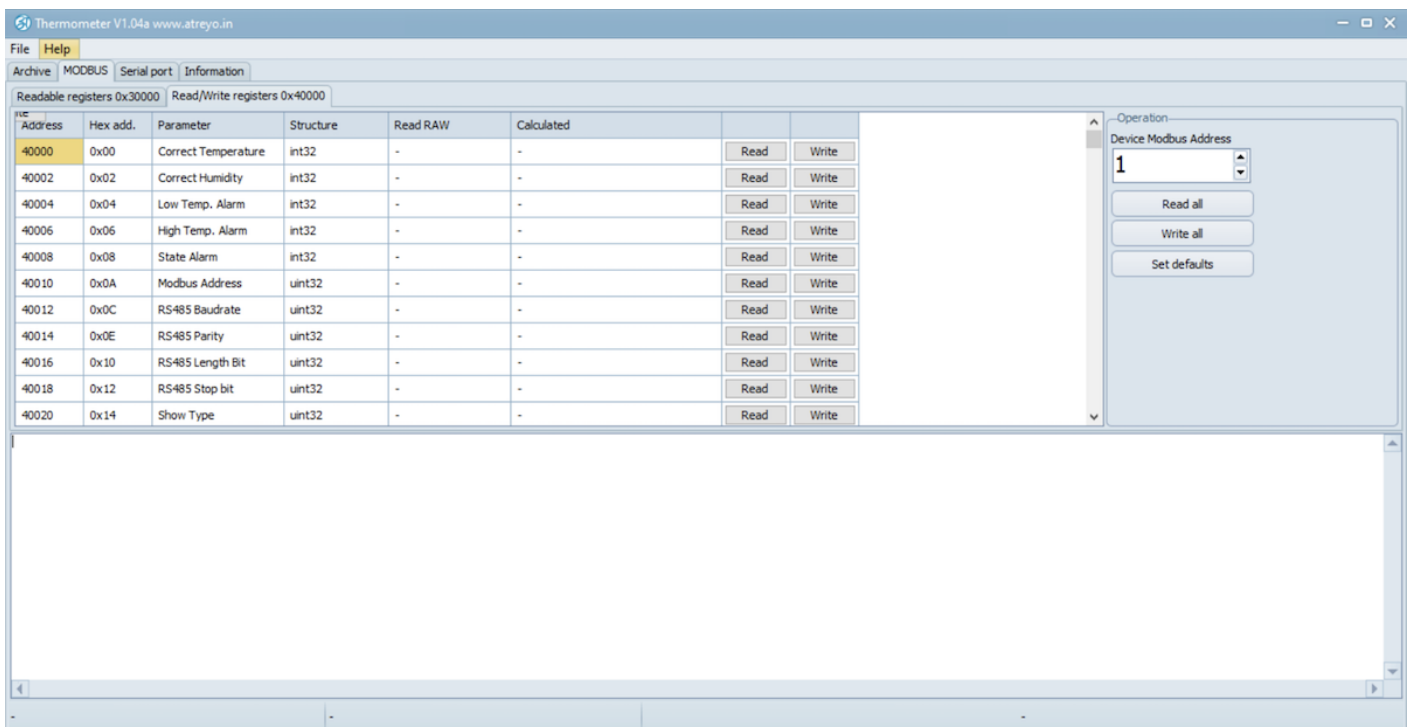 Thermometer V1.04a www.atreyo.in
File Help
Archive MODBUS Serial port Information
Readable registers 0x30000 Read/Write registers 0x40000
Address Hex add. Parameter Structure Read RAW Calculated
40000 0x00 Correct Temperature int32 - - Read Write
40002 0x02 Correct Humidity int32 - - Read Write
40004 0x04 Low Temp. Alarm int32 - - Read Write
40006 0x06 High Temp. Alarm int32 - - Read Write
40008 0x08 State Alarm int32 - - Read Write
40010 0x0A Modbus Address uint32 - - Read Write
40012 0x0C RS485 Baudrate uint32 - - Read Write
40014 0x0E RS485 Parity uint32 - - Read Write
40016 0x10 RS485 Length Bit uint32 - - Read Write
40018 0x12 RS485 Stop bit uint32 - - Read Write
40020 0x14 Show Type uint32 - - Read Write
Operation
Device Modbus Address
1
Read all
Write all
Set defaults
- - -